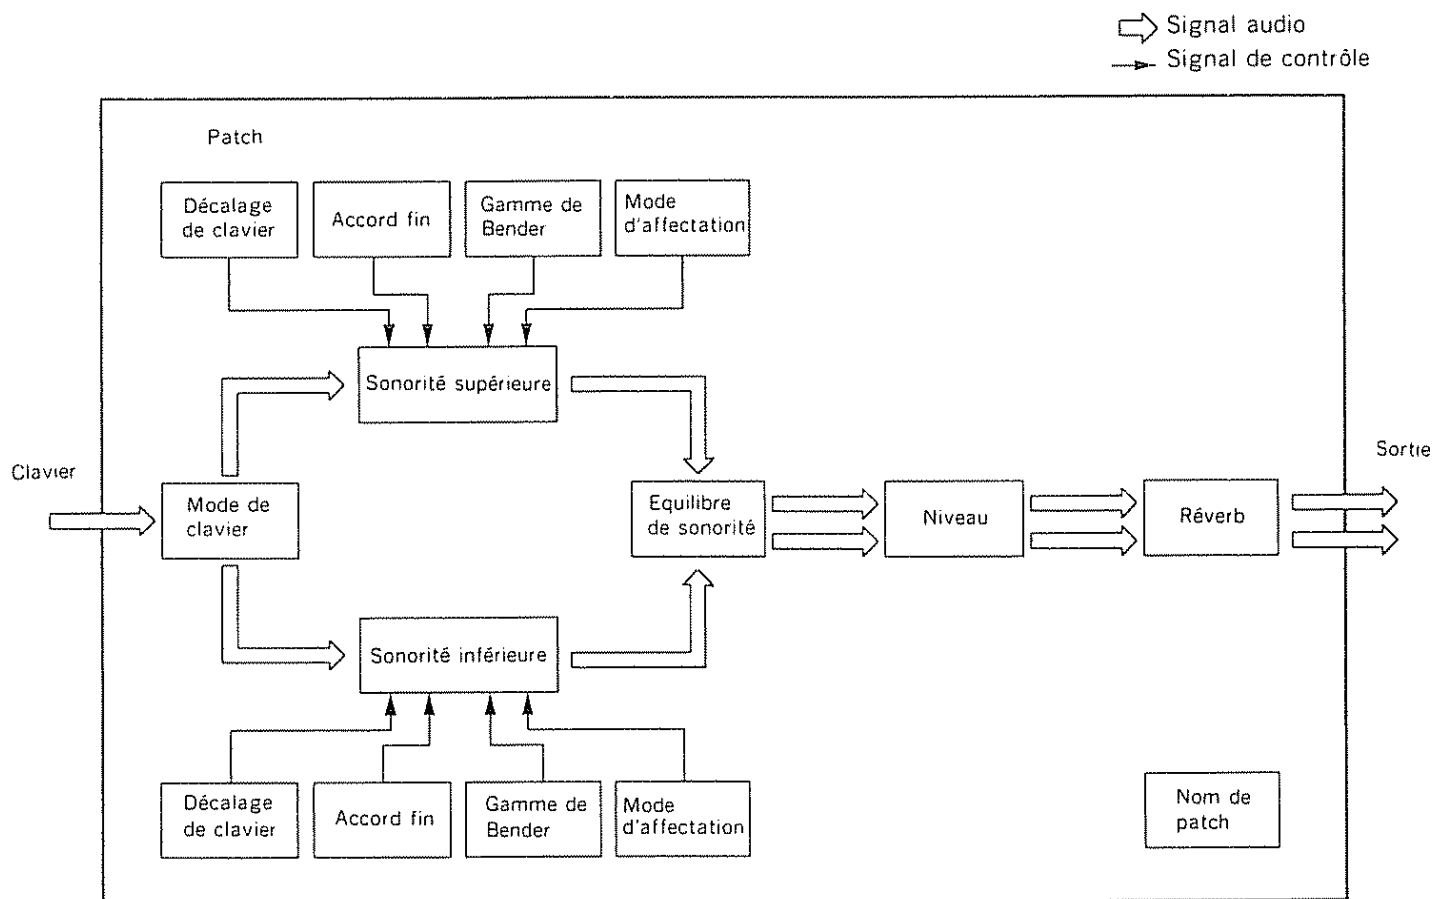 Signal audio
Signal de contrôle
Patch
Décalage
de clavier
Accord fin
Gamme de
Bender
Mode
d'affectation
Sonorité supérieure
Clavier
Mode de
clavier
Equilibre
de sonorité
Niveau
Réverb
Sortie
Sonorité inférieure
Décalage
de clavier
Accord fin
Gamme de
Bender
Mode
d'affectation
Nom de
patch